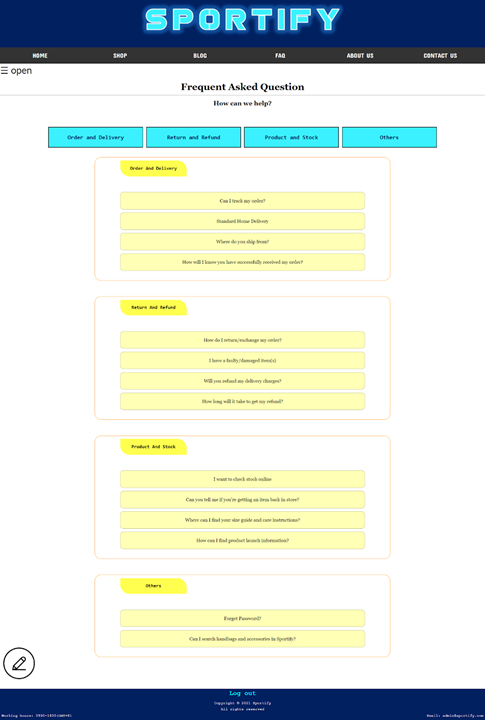 SPORTIFY
HOME SHOP BLOG FAQ ABOUT US CONTACT US
☰ open
Frequent Asked Question
How can we help?
Order and Delivery Return and Refund Product and Stock Others
Order And Delivery
Can I track my order?
Standard Home Delivery
Where do you ship from?
How will I know you have successfully received my order?
Return And Refund
How do I return/exchange my order?
I have a faulty/damaged item(s)
Will you refund my delivery charges?
How long will it take to get my refund?
Product And Stock
I want to check stock online
Can you tell me if you're getting an item back in store?
Where can I find your size guide and care instructions?
How can I find product launch information?
Others
Forget Password?
Can I search handbags and accessories in Sportify?
Log out
Copyright © 2021 Sportify
All rights reserved
Working hours: Email: admin@sportify.com